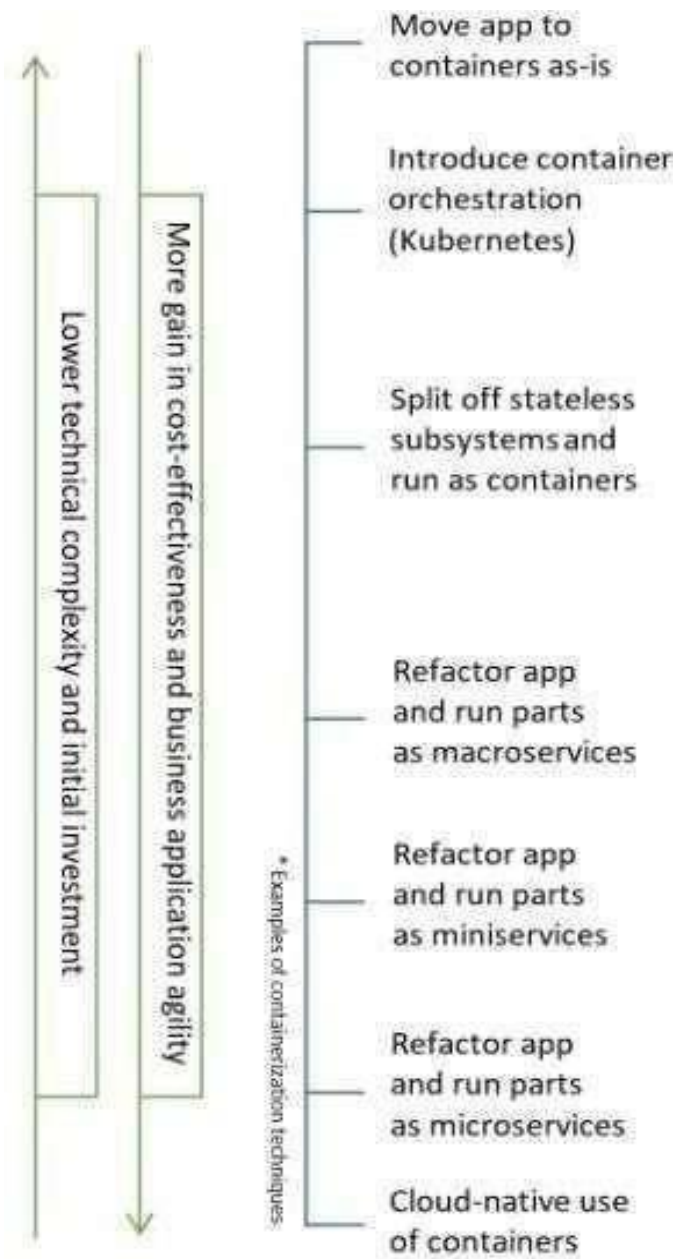 Move app to
containers as-is
Introduce container
orchestration
(Kubernetes)
Split off stateless
subsystems and
run as containers
Refactor app
and run parts
as macroservices
Refactor app
and run parts
as miniservices
Refactor app
and run parts
as microservices
Cloud-native use
of containers
Lower technical complexity and initial investment
More gain in cost-effectiveness and business application agility
* Examples of containerization techniques